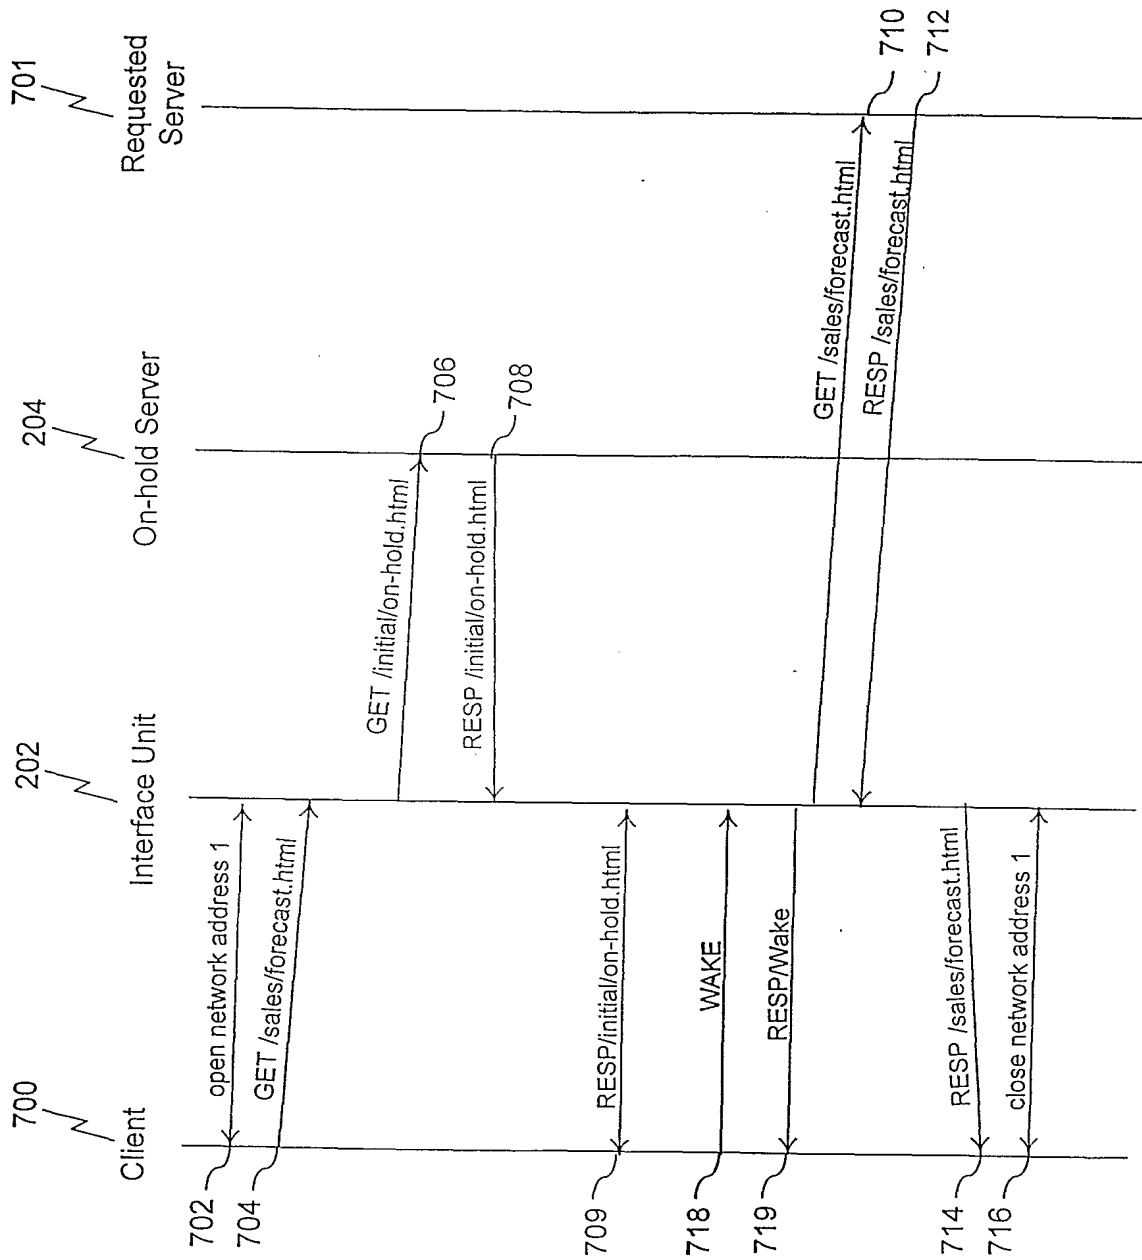 700
Client
202
Interface Unit
204
On-hold Server
701
Requested
Server
702
open network address 1
704
GET /sales/forecast.html
GET /initial/on-hold.html
706
RESP /initial/on-hold.html
708
709
RESP/initial/on-hold.html
718
WAKE
719
RESP/Wake
GET /sales/forecast.html
710
RESP /sales/forecast.html
712
714
RESP /sales/forecast.html
716
close network address 1